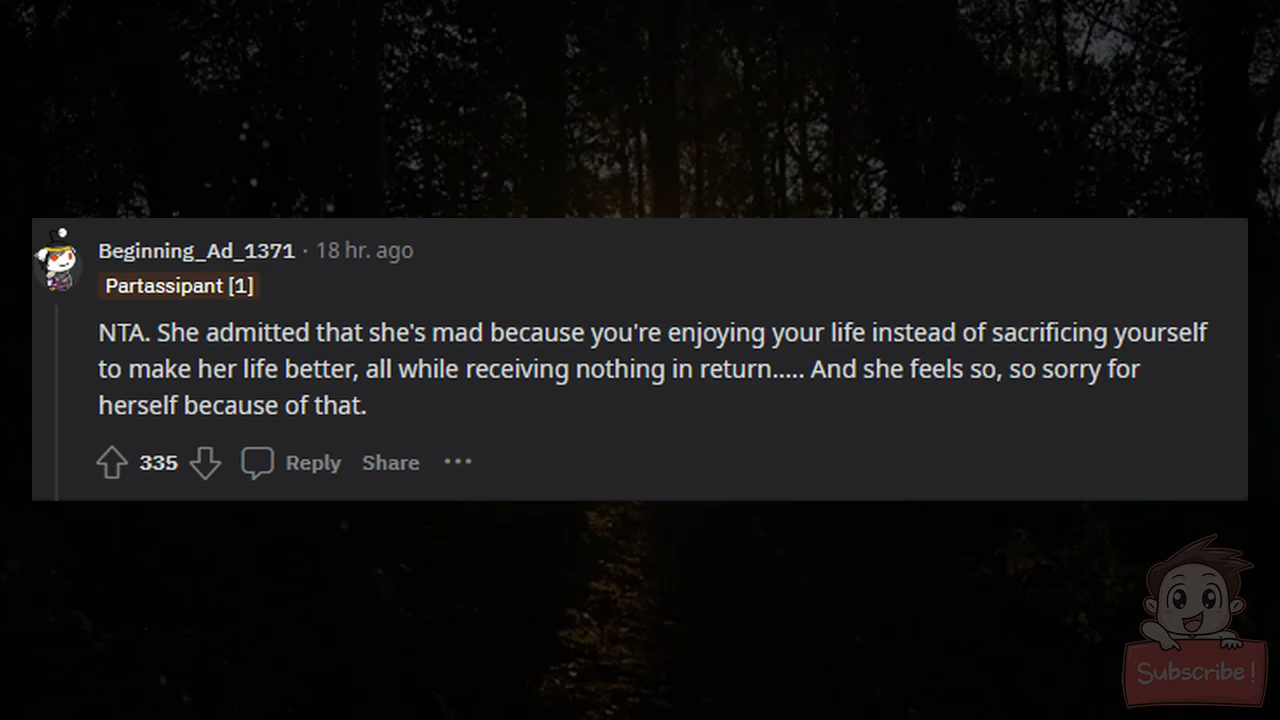 Beginning_Ad_1371 · 18 hr. ago
Partassipant [1]
NTA. She admitted that she's mad because you're enjoying your life instead of sacrificing yourself
to make her life better, all while receiving nothing in return..... And she feels so, so sorry for
herself because of that.
335 Reply Share ···
Subscribe!